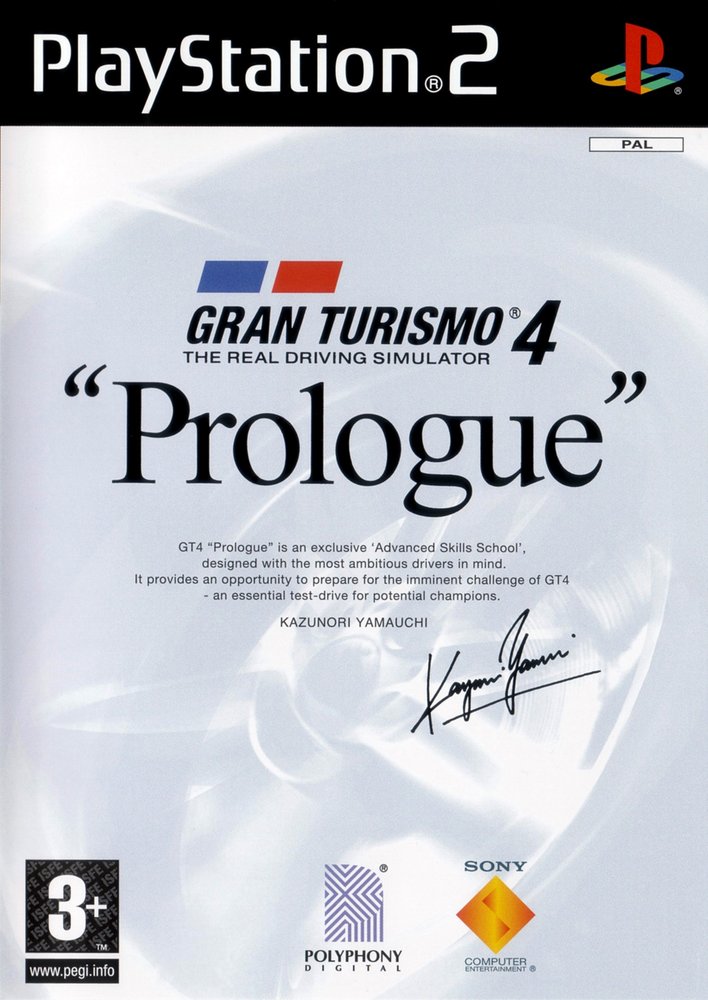 PlayStation®2
PAL
GRAN TURISMO®4
THE REAL DRIVING SIMULATOR
“Prologue”
GT4 “Prologue” is an exclusive ‘Advanced Skills School’,
designed with the most ambitious drivers in mind.
It provides an opportunity to prepare for the imminent challenge of GT4
- an essential test-drive for potential champions.
KAZUNORI YAMAUCHI
3+
TM
www.pegi.info
®
POLYPHONY
DIGITAL
SONY
COMPUTER
ENTERTAINMENT ®